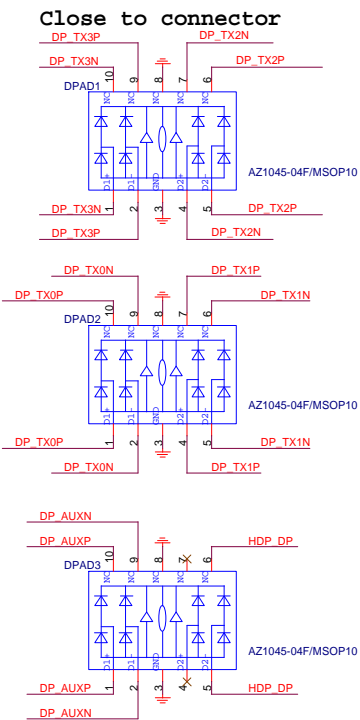 Close to connector
DP_TX3P DP_TX2N
DP_TX3N DP_TX2P
10 9 8 7 6
DPAD1
NC NC NC NC
AZ1045-04F/MSOP10
D1+ D1- GND D2+ D2-
1 2 3 4 5
DP_TX3N DP_TX2P
DP_TX3P DP_TX2N
DP_TX0N DP_TX1P
DP_TX0P DP_TX1N
10 9 8 7 6
DPAD2
NC NC NC NC
AZ1045-04F/MSOP10
D1+ D1- GND D2+ D2-
1 2 3 4 5
DP_TX0P DP_TX1N
DP_TX0N DP_TX1P
DP_AUXN
DP_AUXP HDP_DP
10 9 8 7 6
DPAD3
NC NC NC NC
AZ1045-04F/MSOP10
D1+ D1- GND D2+ D2-
1 2 3 4 5
DP_AUXP HDP_DP
DP_AUXN